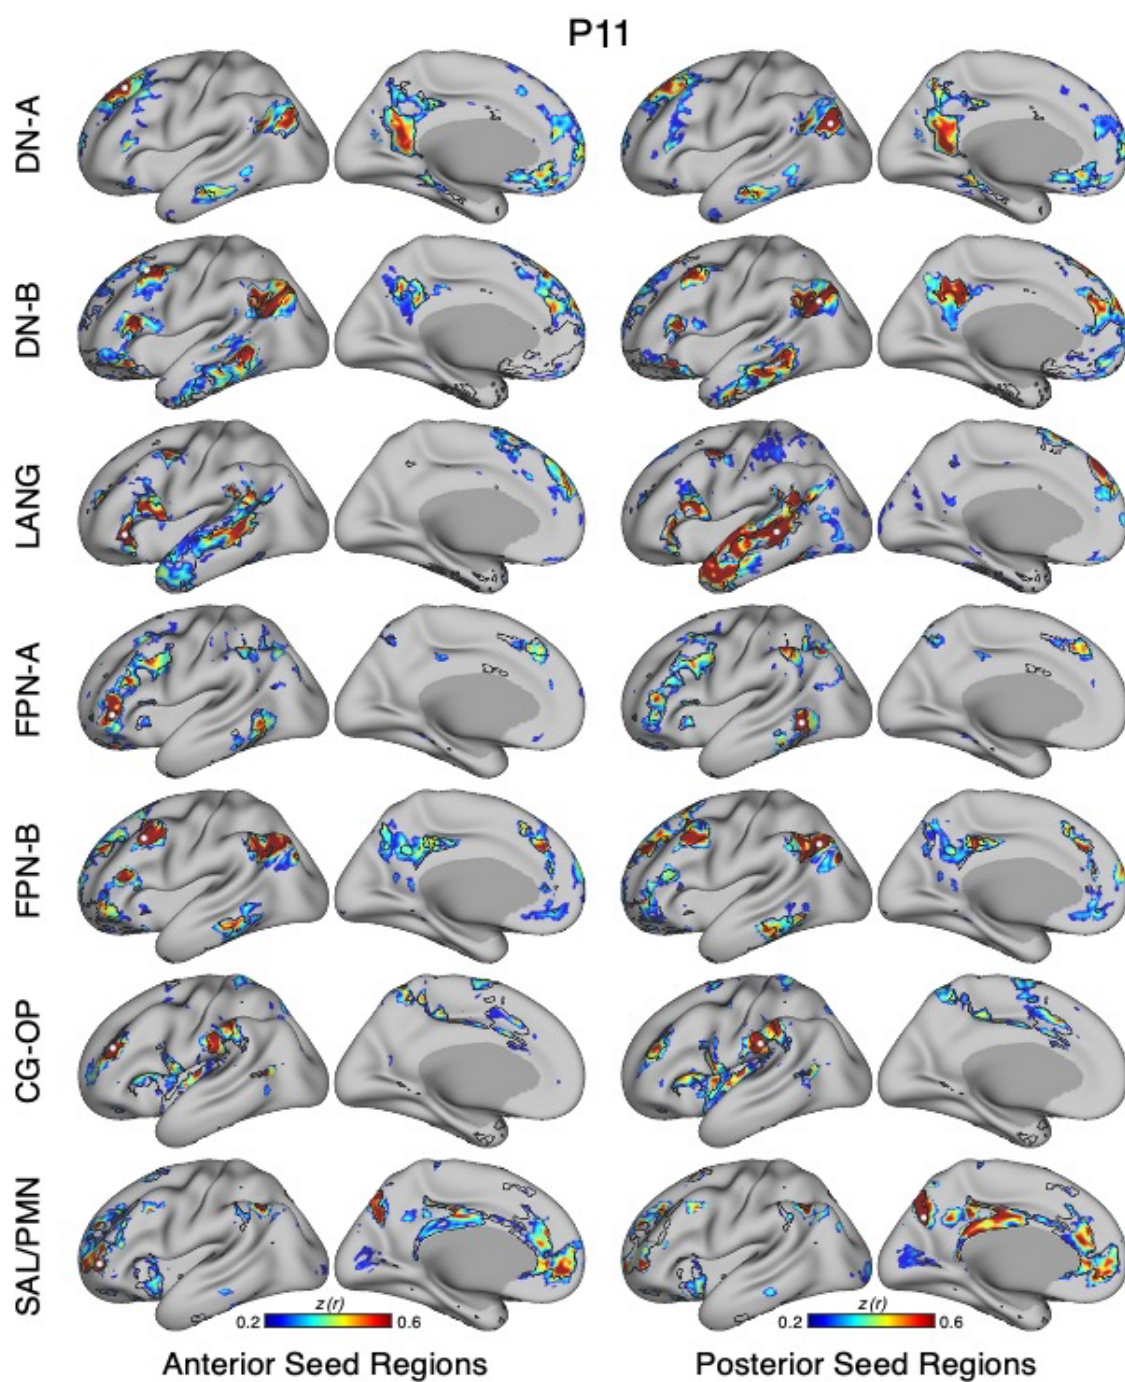 P11
DN-A
DN-B
LANG
FPN-A
FPN-B
CG-OP
SAL/PMN
z(r)
0.2 0.6
z(r)
0.2 0.6
Anterior Seed Regions
Posterior Seed Regions